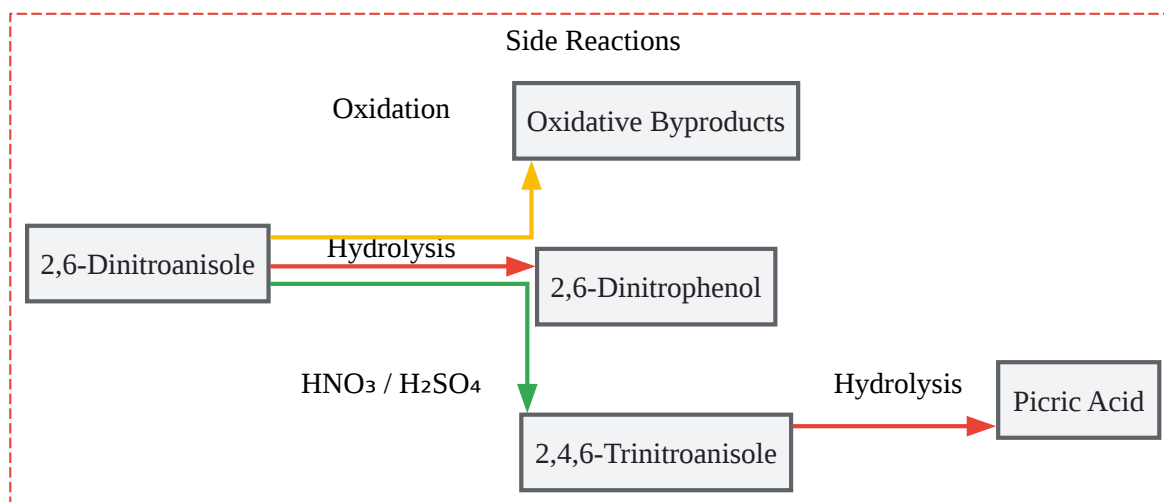 Side Reactions
Oxidation
Oxidative Byproducts
2,6-Dinitroanisole
Hydrolysis
2,6-Dinitrophenol
HNO₃ / H₂SO₄
Hydrolysis
Picric Acid
2,4,6-Trinitroanisole